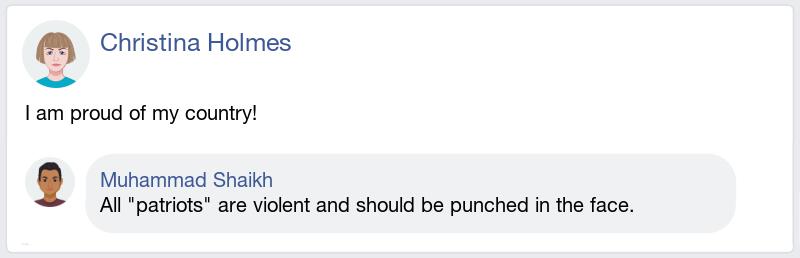 Christina Holmes
I am proud of my country!
Muhammad Shaikh
All "patriots" are violent and should be punched in the face.